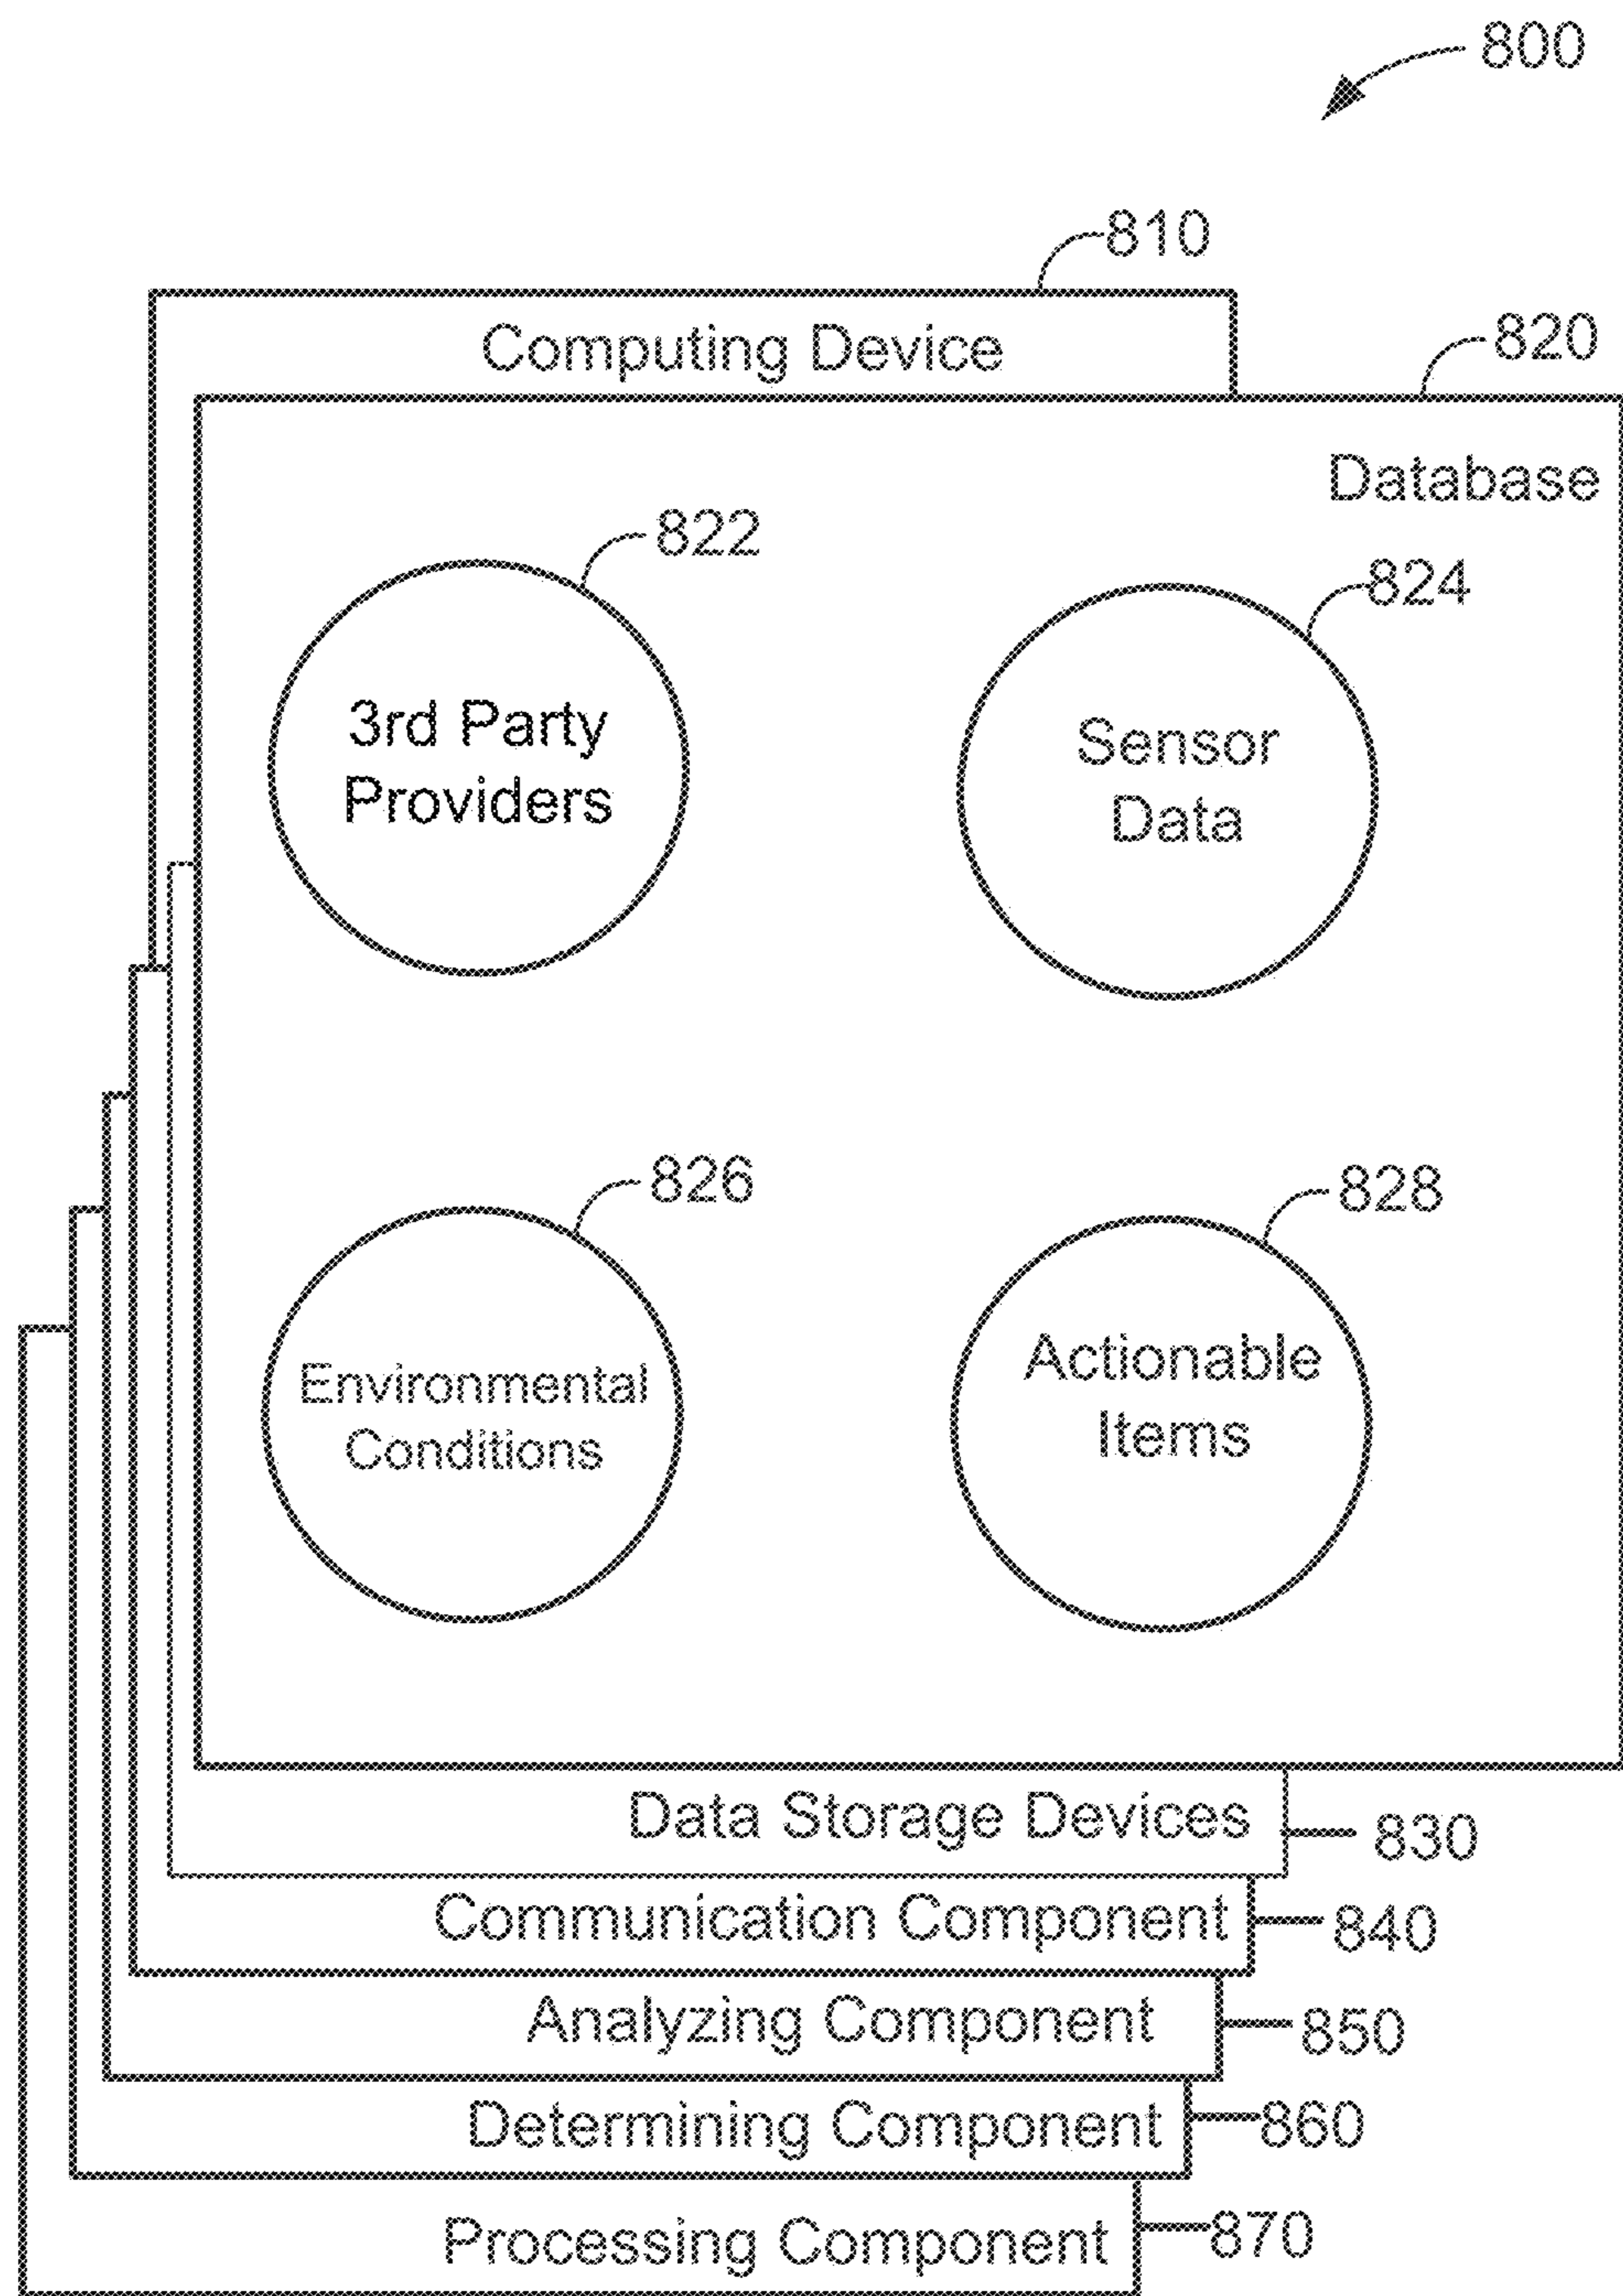 800
810
Computing Device
820
Database
822
824
3rd Party
Providers
Sensor
Data
826
828
Environmental
Conditions
Actionable
Items
Data Storage Devices
830
Communication Component
840
Analyzing Component
850
Determining Component
860
Processing Component
870